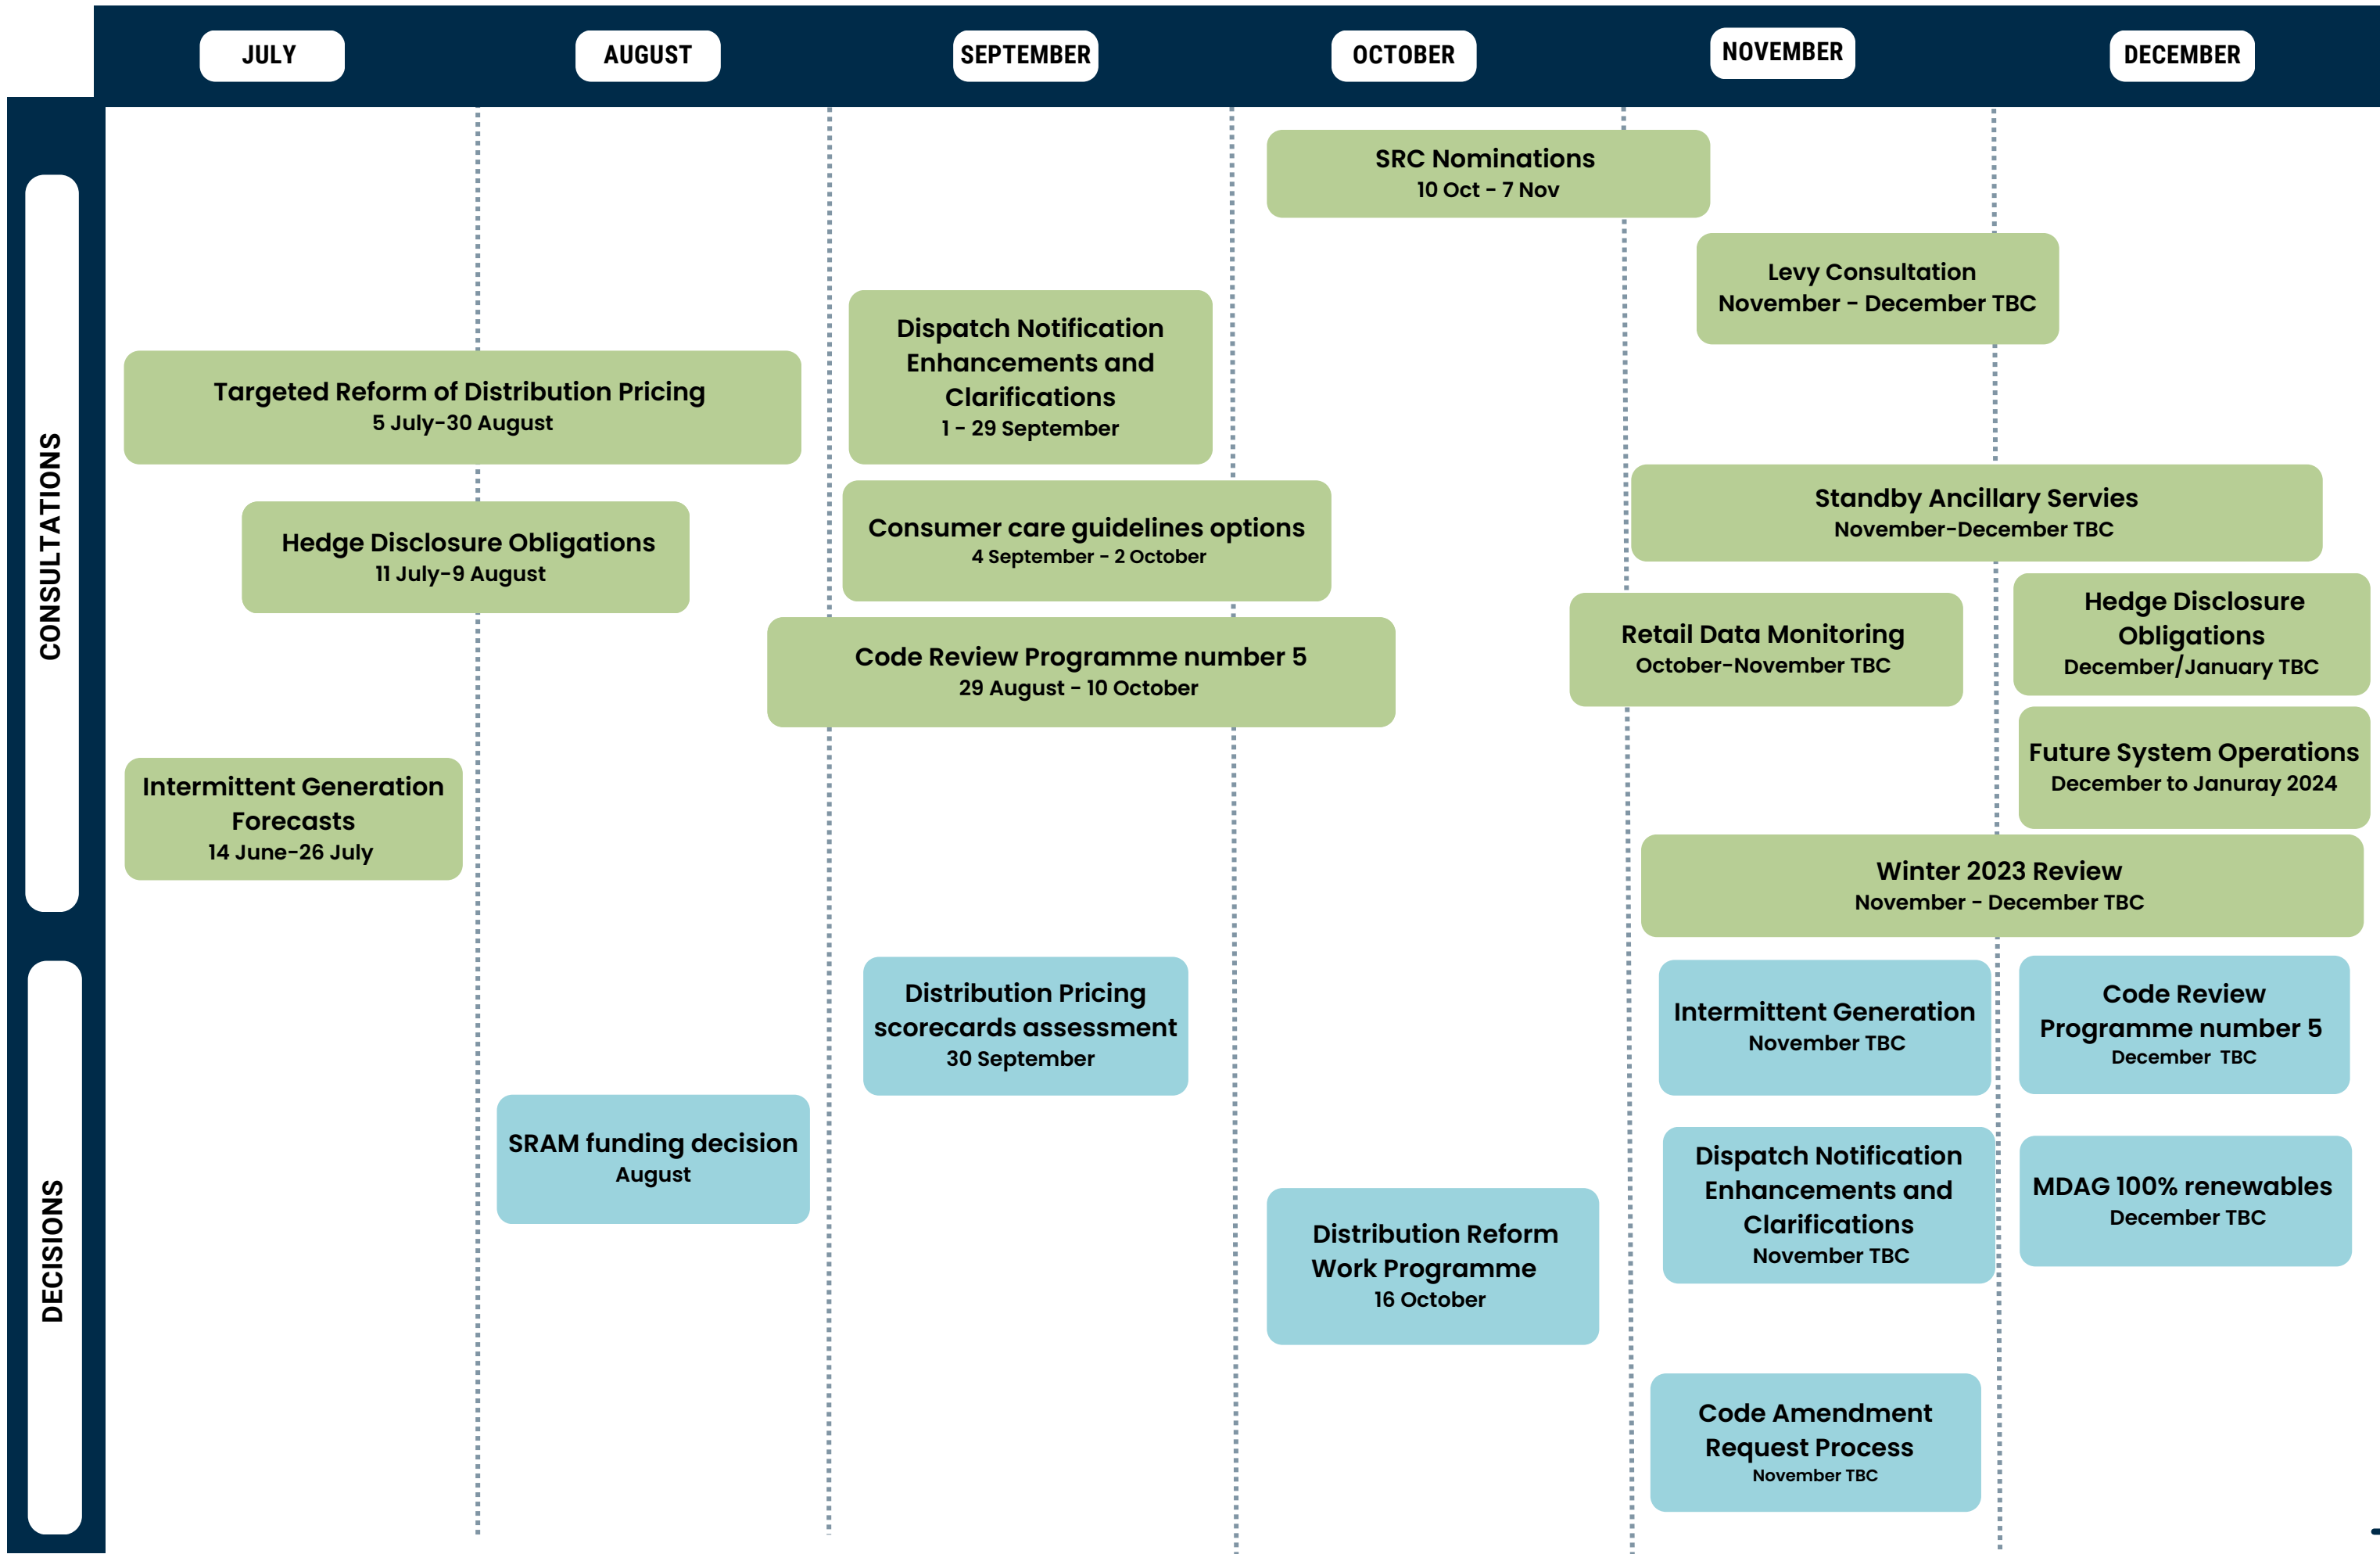 JULY
AUGUST
SEPTEMBER
OCTOBER
NOVEMBER
DECEMBER
CONSULTATIONS
SRC Nominations
10 Oct - 7 Nov
Levy Consultation
November - December TBC
Dispatch Notification
Enhancements and
Clarifications
1 - 29 September
Targeted Reform of Distribution Pricing
5 July-30 August
Standby Ancillary Servies
November-December TBC
Consumer care guidelines options
4 September - 2 October
Hedge Disclosure Obligations
11 July-9 August
Hedge Disclosure
Obligations
December/January TBC
Retail Data Monitoring
October-November TBC
Code Review Programme number 5
29 August - 10 October
Future System Operations
December to Januray 2024
Intermittent Generation
Forecasts
14 June-26 July
Winter 2023 Review
November - December TBC
DECISIONS
Distribution Pricing
scorecards assessment
30 September
Intermittent Generation
November TBC
Code Review
Programme number 5
December TBC
SRAM funding decision
August
Dispatch Notification
Enhancements and
Clarifications
November TBC
MDAG 100% renewables
December TBC
Distribution Reform
Work Programme
16 October
Code Amendment
Request Process
November TBC